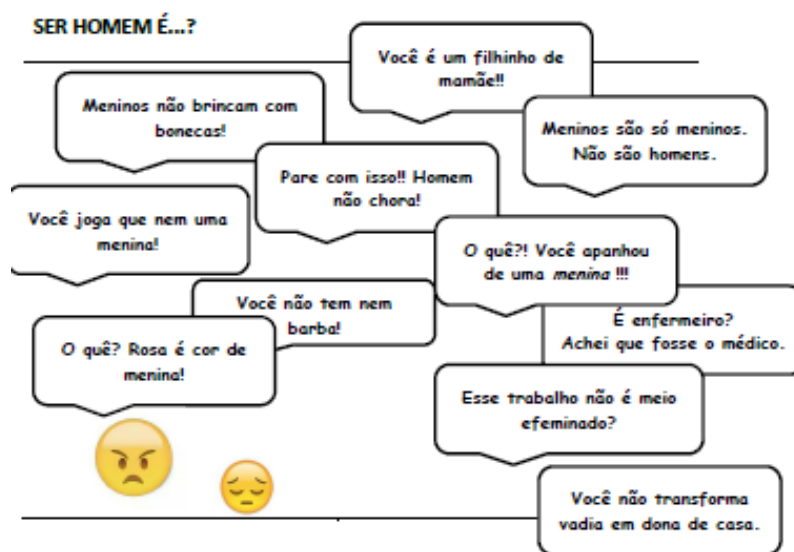 SER HOMEM É...?
Você é um filhinho de
mamãe!!
Meninos não brincam com
bonecas!
Meninos são só meninos.
Não são homens.
Pare com isso!! Homem
não chora!
Você joga que nem uma
menina!
O quê?! Você apanhou
de uma menina !!!
Você não tem nem
barba!
É enfermeiro?
Achei que fosse o médico.
O quê? Rosa é cor de
menina!
Esse trabalho não é meio
efeminado?
Você não transforma
vadia em dona de casa.